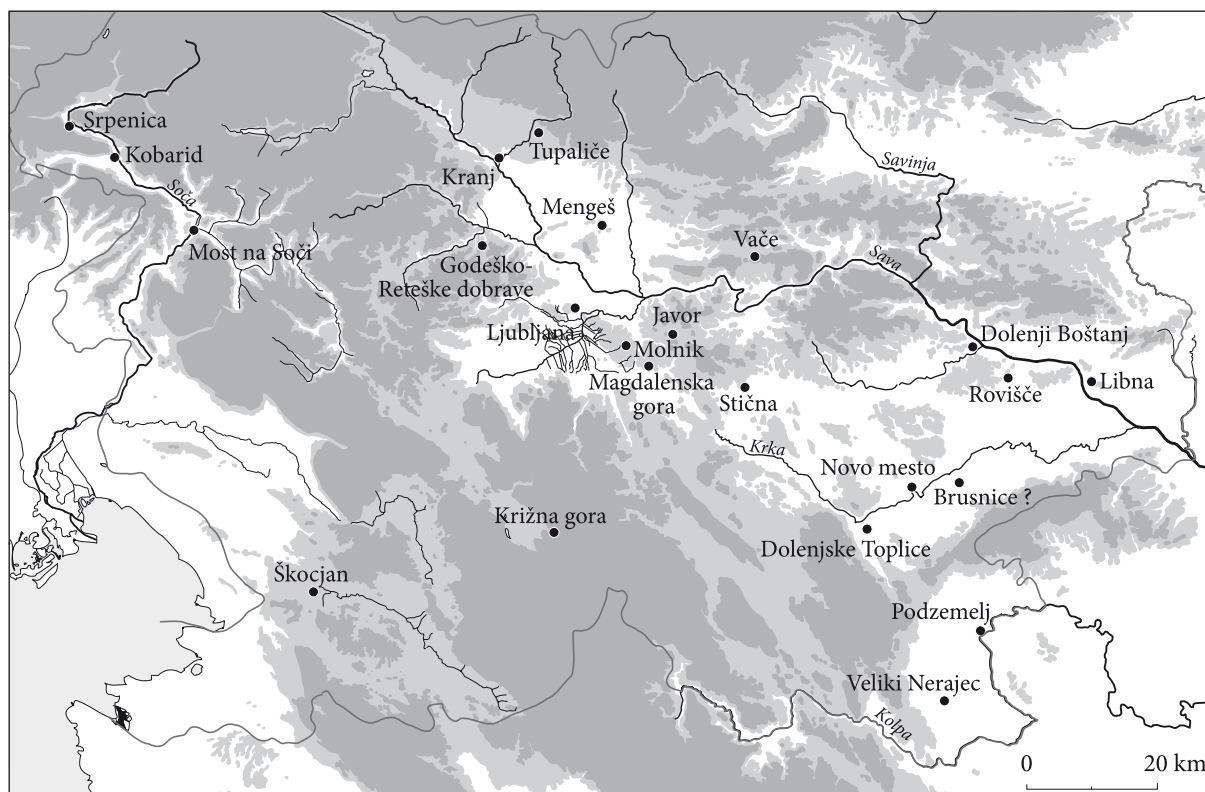 Srpenica
Tupaliče
Kobarid
Kranj
Savinja
Soča
Mengeš
Vače
Most na Soči
Godeško-
Reteške dobrave
Sava
Ljubljana
Javor
Dolenji Boštanj
Molnik
Magdalenska
gora
Stična
Rovišče
Libna
Krka
Novo mesto
Brusnice ?
Križna gora
Dolenjske Toplice
Škocjan
Podzemelj
Veliki Nerajec
Kolpa
0 20 km